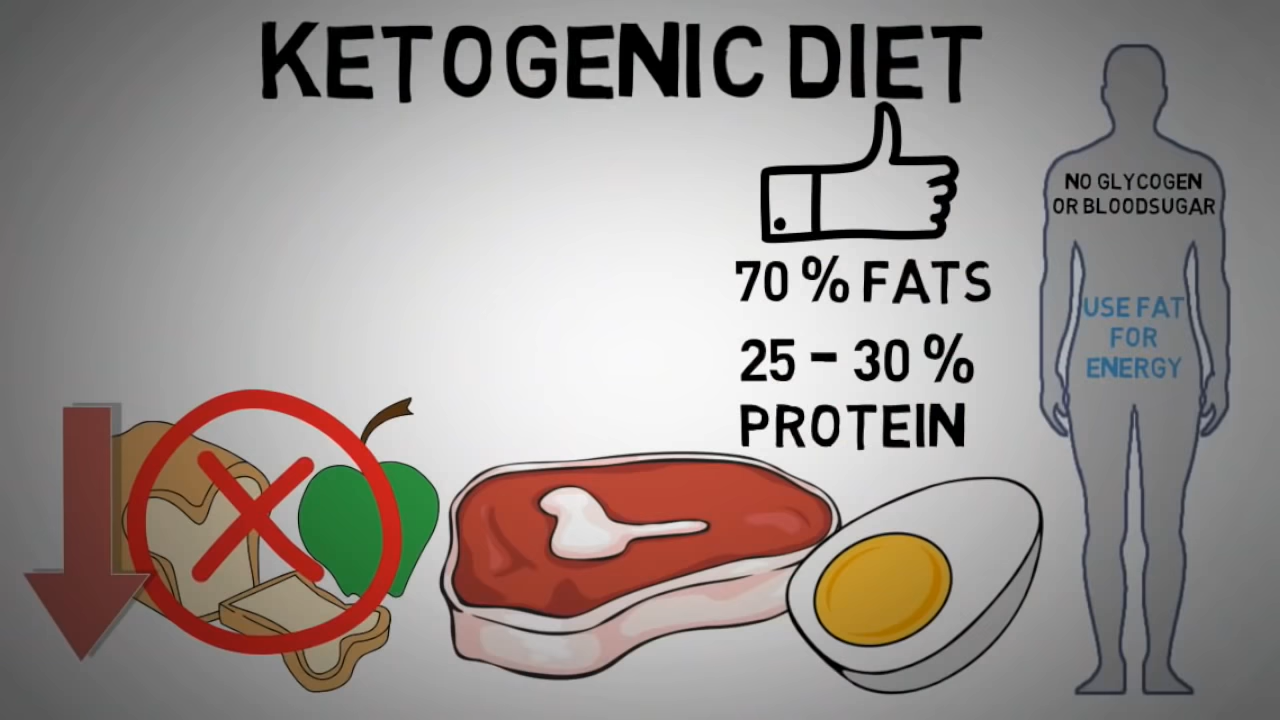 KETOGENIC DIET
70 % FATS
25 - 30 %
PROTEIN
NO GLYCOGEN
OR BLOODSUGAR
USE FAT
FOR
ENERGY